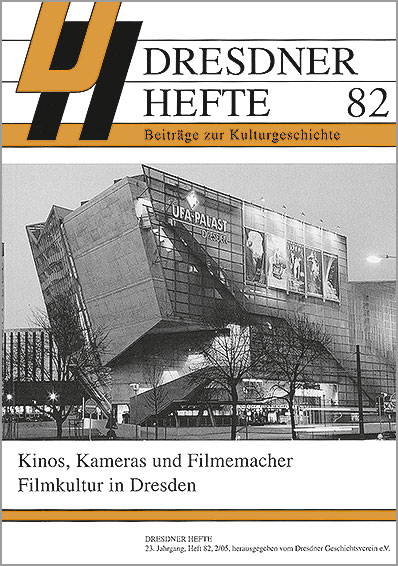 DRESDNER
HEFTE 82
Beiträge zur Kulturgeschichte
UFA-PALAST
Dresden
Kinos, Kameras und Filmemacher
Filmkultur in Dresden
DRESDNER HEFTE
23. Jahrgang, Heft 82, 2/05, herausgegeben vom Dresdner Geschichtsverein e.V.